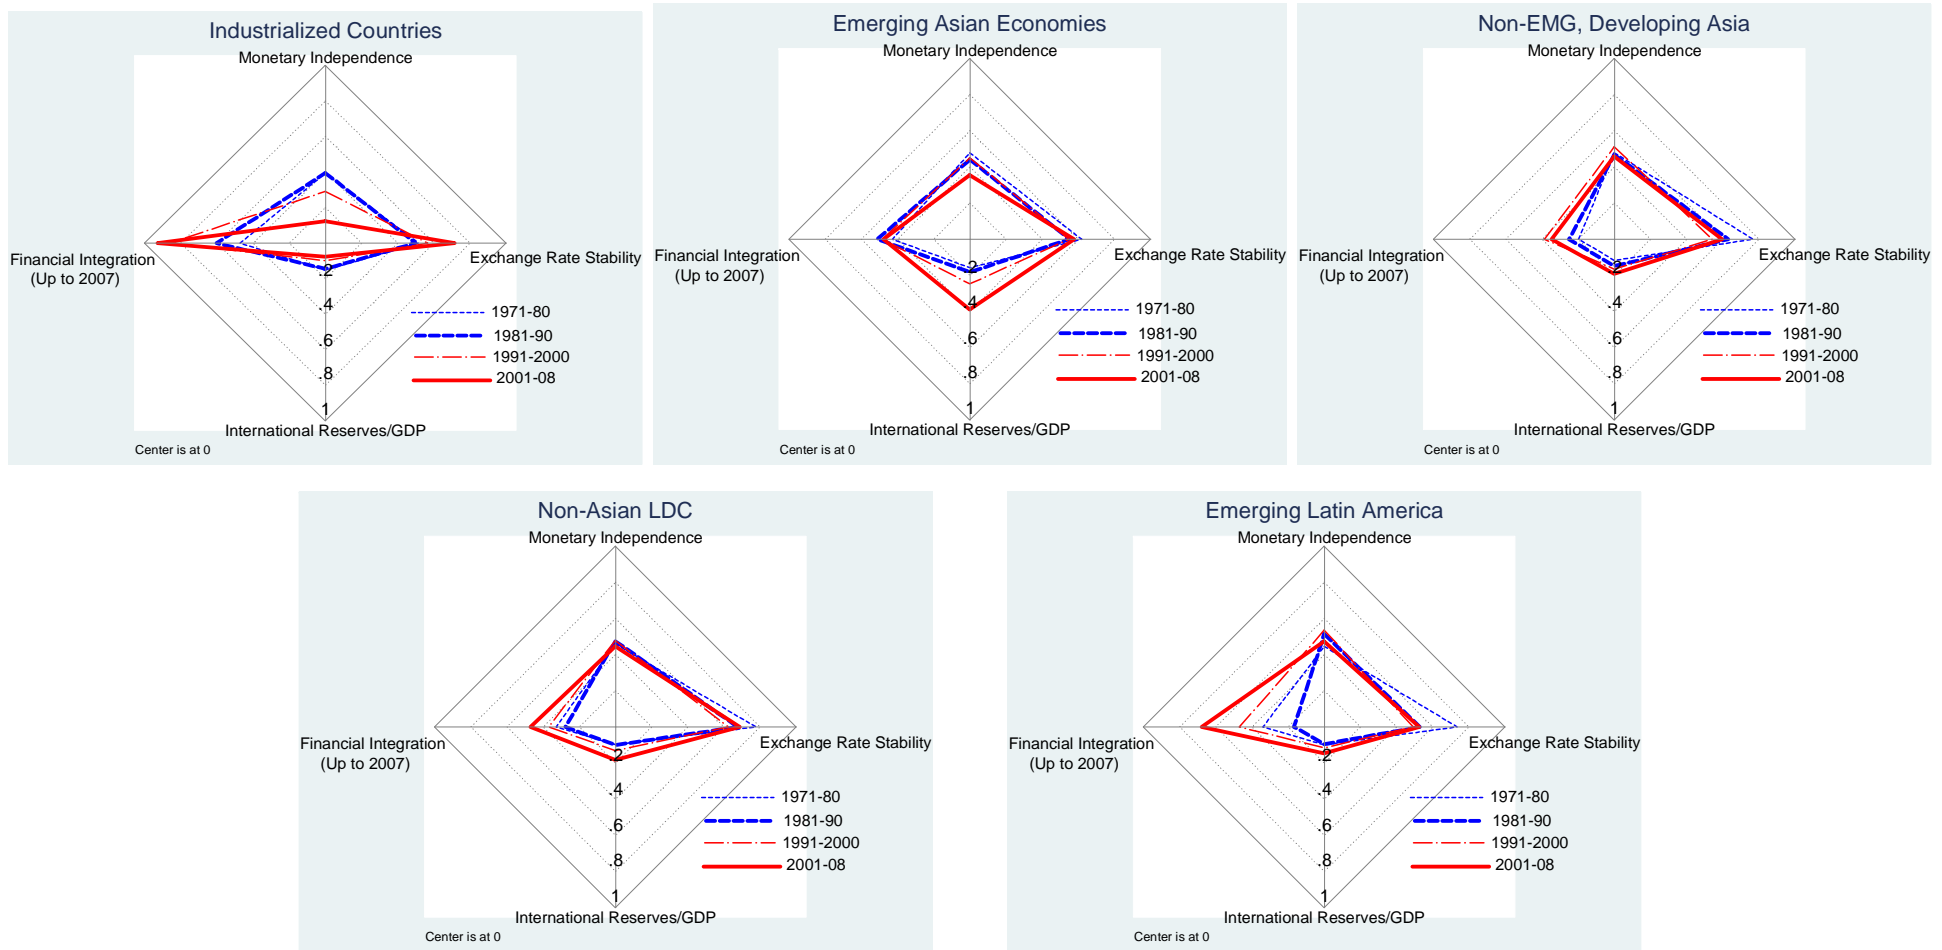 Industrialized Countries
Monetary Independence
Financial Integration
(Up to 2007)
Exchange Rate Stability
.2
.4
.6
.8
1
1971-80
1981-90
1991-2000
2001-08
International Reserves/GDP
Center is at 0
Emerging Asian Economies
Monetary Independence
Financial Integration
(Up to 2007)
Exchange Rate Stability
.2
.4
.6
.8
1
1971-80
1981-90
1991-2000
2001-08
International Reserves/GDP
Center is at 0
Non-EMG, Developing Asia
Monetary Independence
Financial Integration
(Up to 2007)
Exchange Rate Stability
.2
.4
.6
.8
1
1971-80
1981-90
1991-2000
2001-08
International Reserves/GDP
Center is at 0
Non-Asian LDC
Monetary Independence
Financial Integration
(Up to 2007)
Exchange Rate Stability
.2
.4
.6
.8
1
1971-80
1981-90
1991-2000
2001-08
International Reserves/GDP
Center is at 0
Emerging Latin America
Monetary Independence
Financial Integration
(Up to 2007)
Exchange Rate Stability
.2
.4
.6
.8
1
1971-80
1981-90
1991-2000
2001-08
International Reserves/GDP
Center is at 0